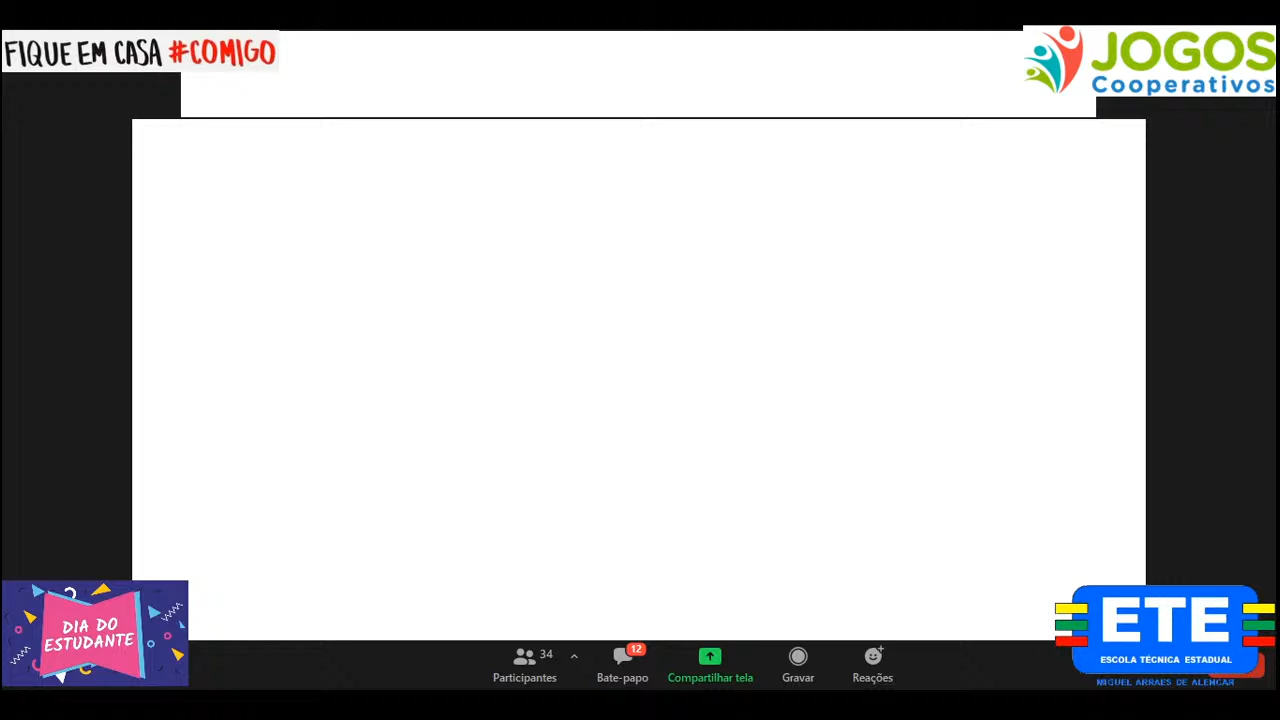 FIQUE EM CASA #COMIGO
JOGOS
Cooperativos
DIA DO
ESTUDANTE
34
Participantes
12
Bate-papo
Compartilhar tela
Gravar
Reações
ETE
ESCOLA TÉCNICA ESTADUAL
MIGUEL ARRAES DE ALENCAR